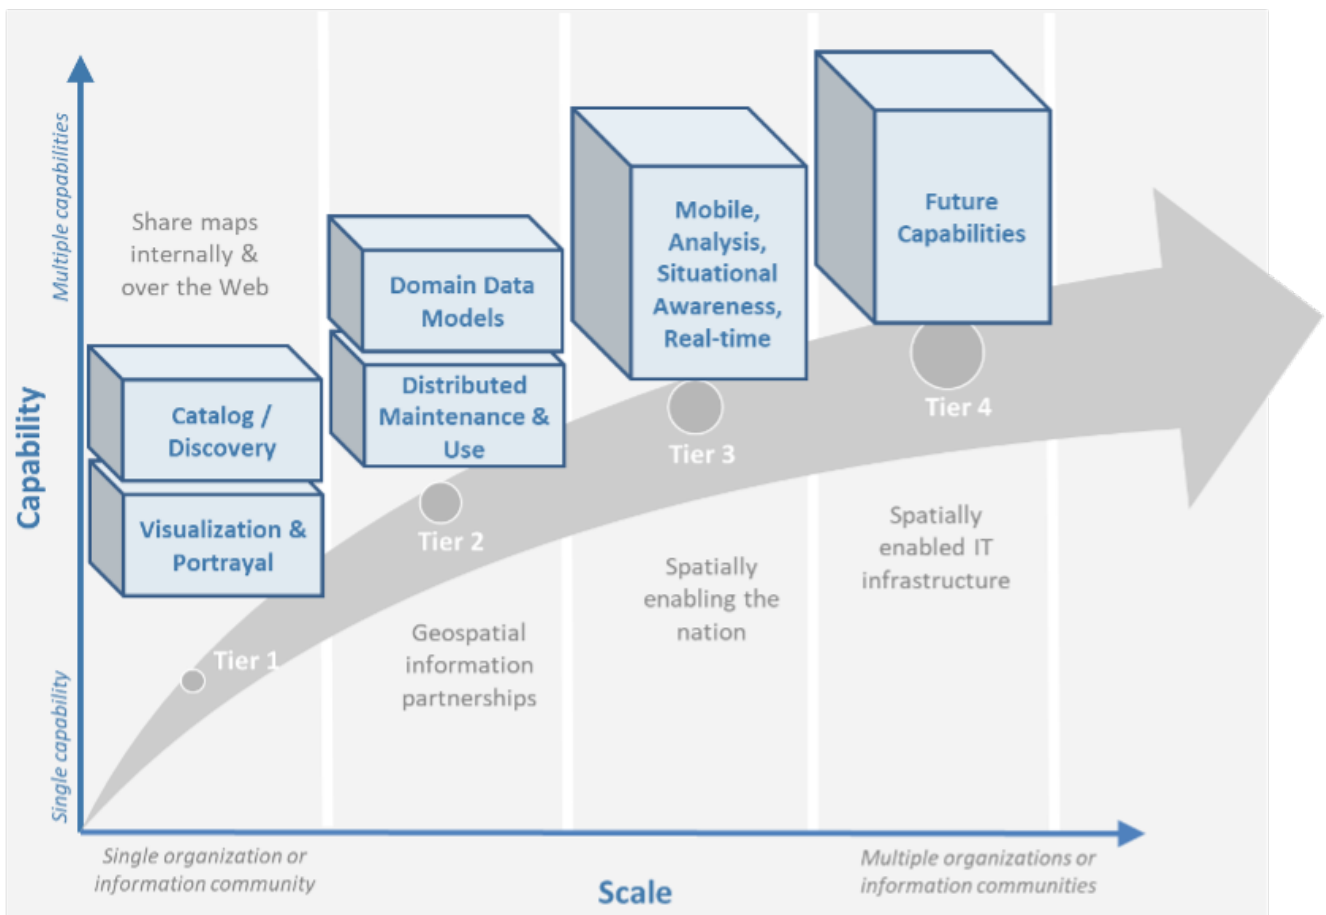 Multiple capabilities
Capability
Single capability
Share maps
internally &
over the Web
Catalog /
Discovery
Visualization &
Portrayal
Tier 1
Domain Data
Models
Distributed
Maintenance &
Use
Tier 2
Geospatial
information
partnerships
Mobile,
Analysis,
Situational
Awareness,
Real-time
Tier 3
Spatially
enabling the
nation
Future
Capabilities
Tier 4
Spatially
enabled IT
infrastructure
Single organization or
information community
Scale
Multiple organizations or
information communities